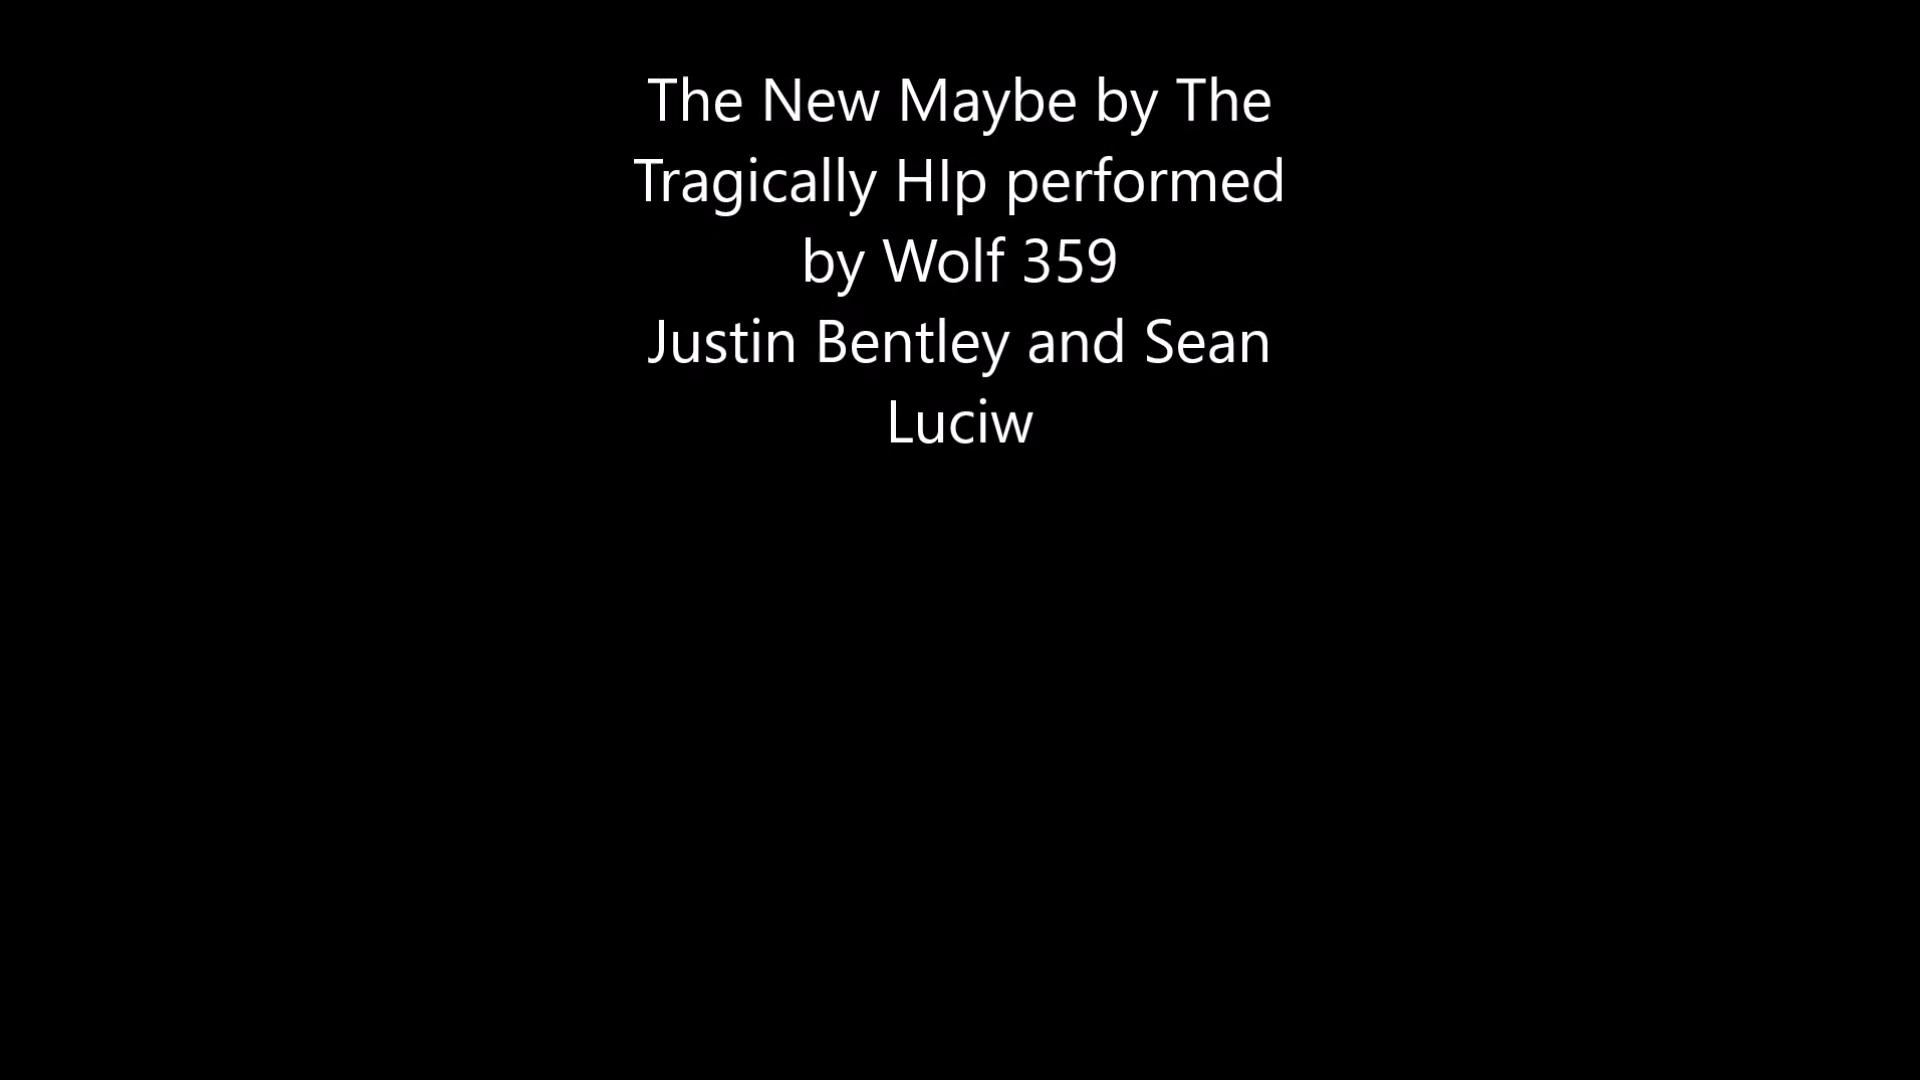 The New Maybe by The
Tragically HIp performed
by Wolf 359
Justin Bentley and Sean
Luciw